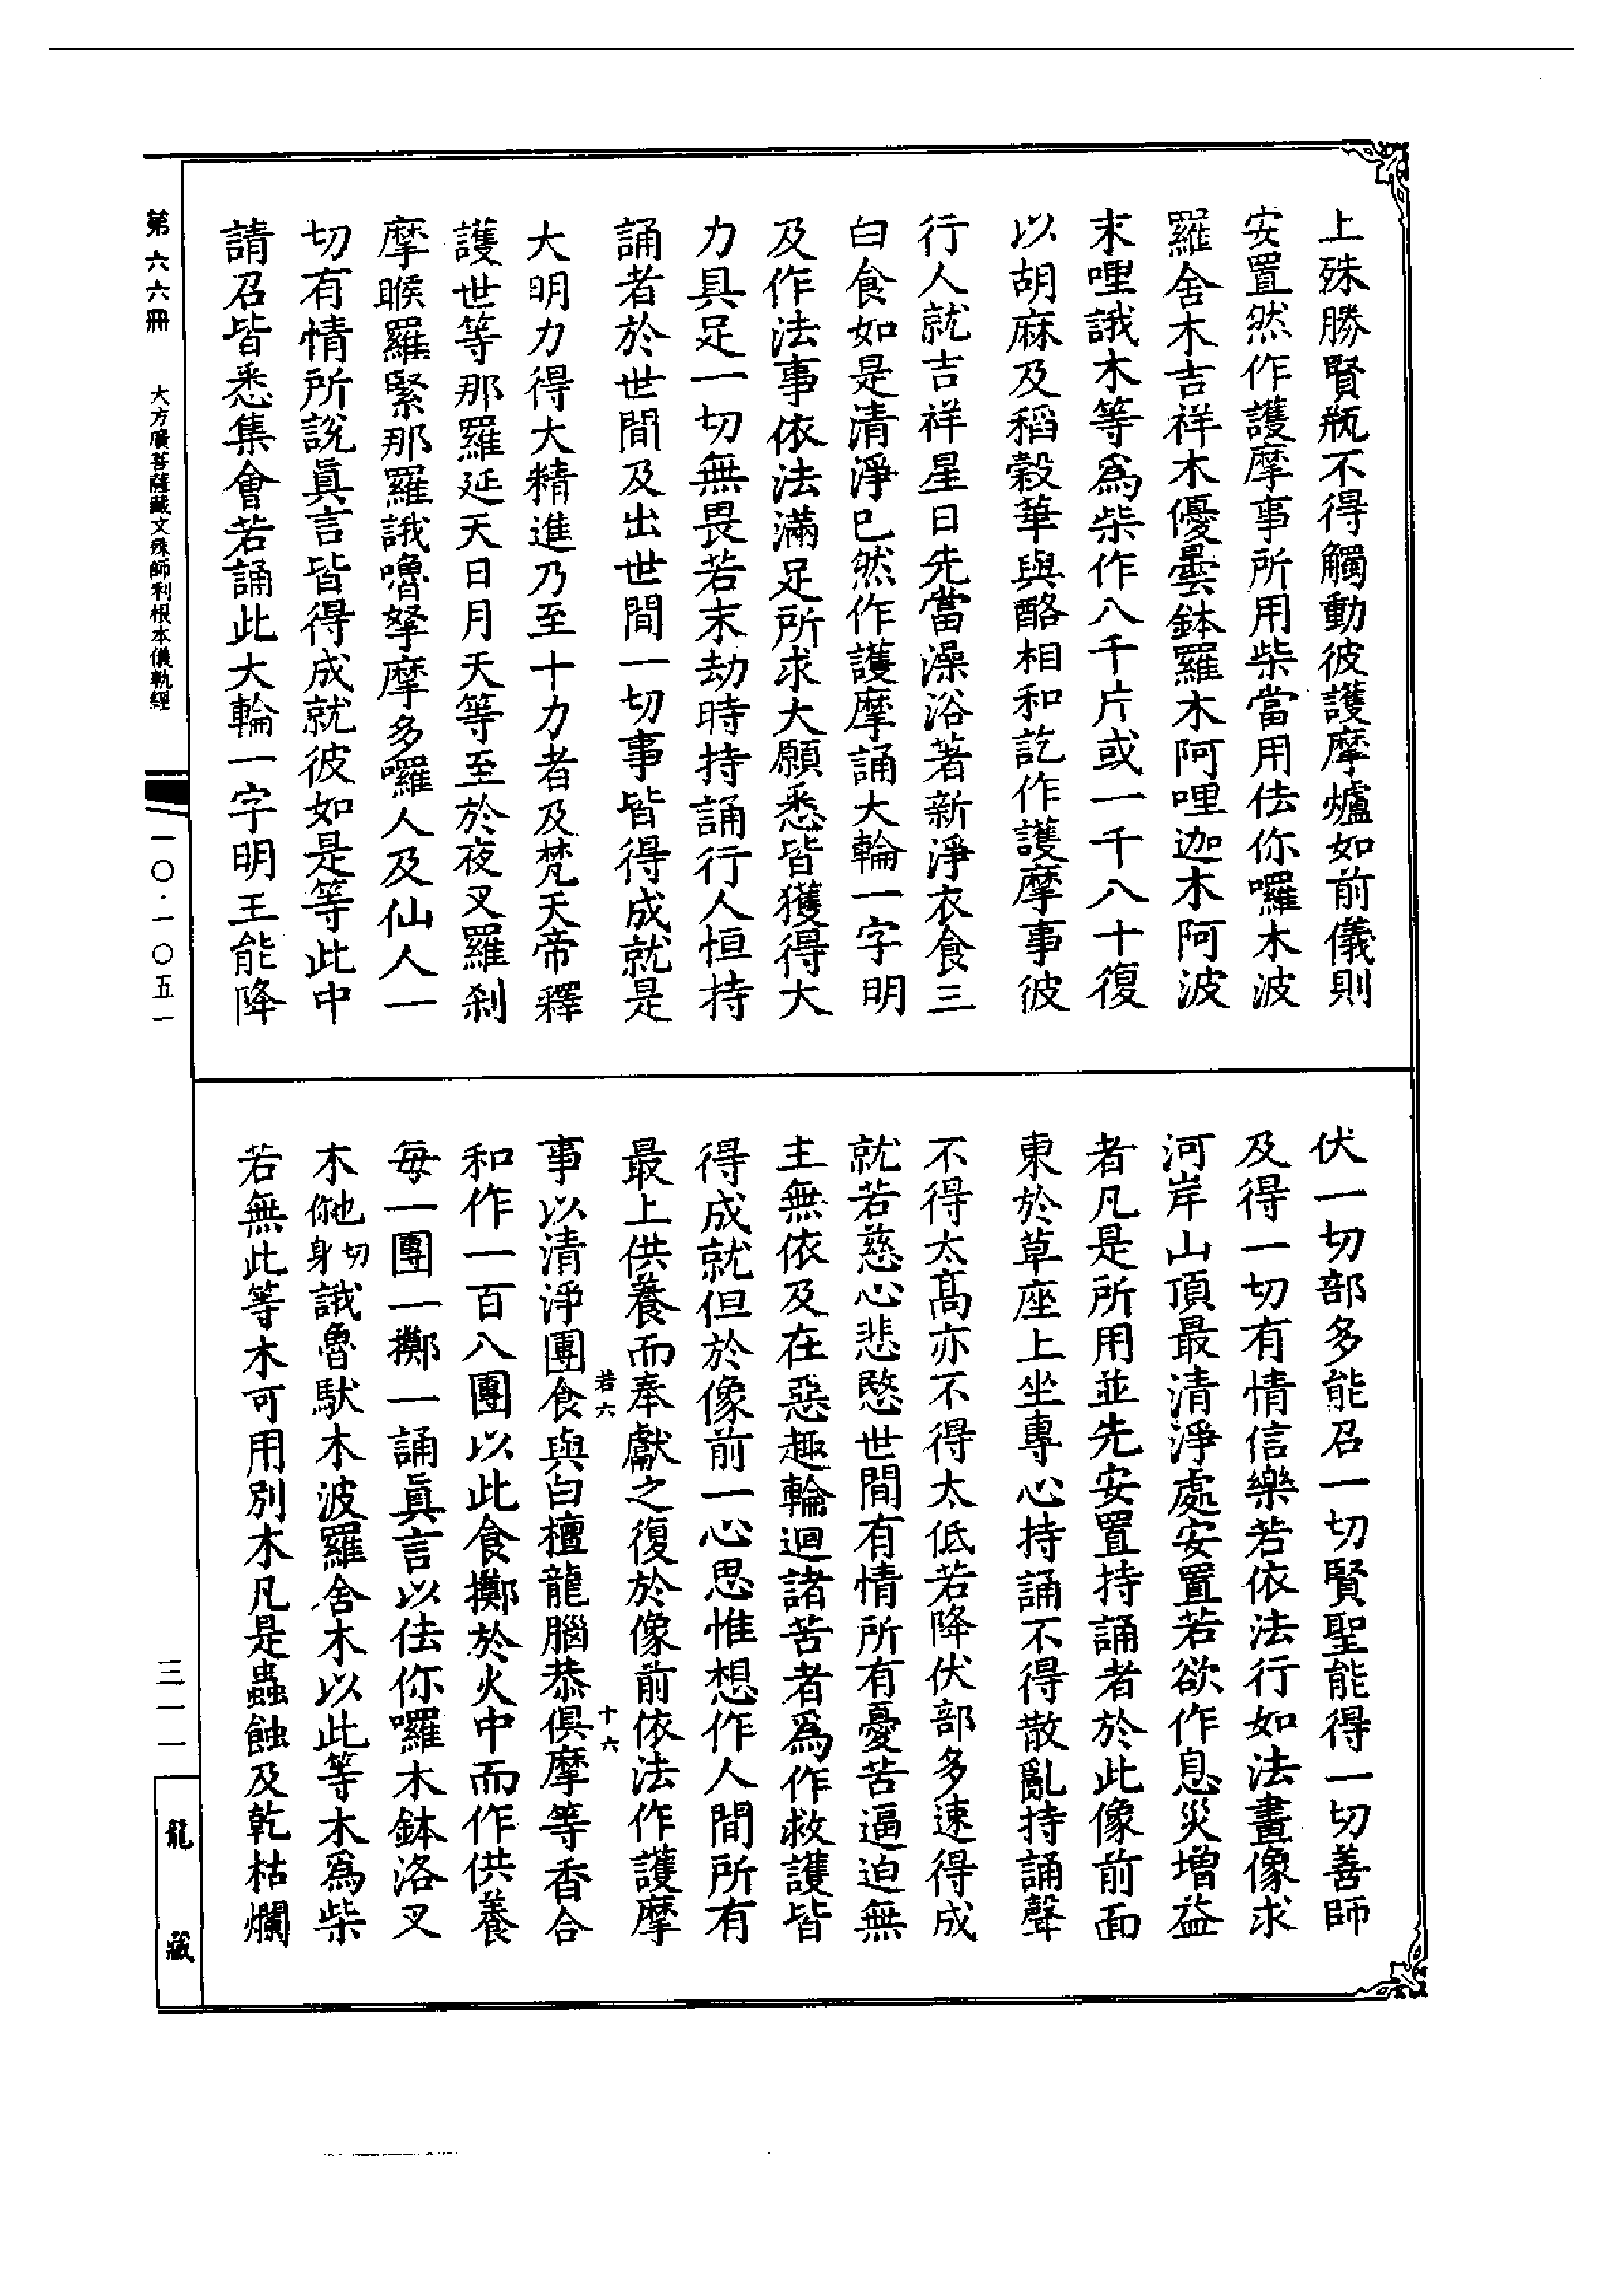 上殊勝賢瓶不得觸動彼護摩爐如前儀則
安置然作護摩事所用柴當用佉你囉木波
羅舍木吉祥木優曇鉢羅木阿哩迦木阿波
末哩誐木等爲柴作八千片或一千八十復
以胡麻及稻穀華與酪相和訖作護摩事彼
行人就吉祥星日先當澡浴著新淨衣食三
白食如是清淨已然作護摩誦大輪一字明
及作法事依法滿足所求大願悉皆獲得大
力具足一切無畏若末劫時持誦行人恒持
誦者於世間及出世間一切事皆得成就是
大明力得大精進乃至十力者及梵天帝釋
護世等那羅延天日月天等至於夜叉羅刹
摩睺羅緊那羅誐嚕拏摩多囉人及仙人一
切有情所說眞言皆得成就彼如是等此中
請召皆悉集會若誦此大輪一字明王能降
伏一切部多能召一切賢聖能得一切善師
及得一切有情信樂若依法行如法畫像求
河岸山頂最清淨處安置若欲作息災增益
者凡是所用並先安置持誦者於此像前面
東於草座上坐專心持誦不得散亂持誦聲
不得太髙亦不得太低若降伏部多速得成
就若慈心悲愍世間有情所有憂苦逼迫無
主無依及在惡趣輪迴諸苦者爲作救護皆
得成就但於像前一心思惟想作人間所有
最上供養而奉獻之復於像前依法作護摩
若六 十六
事以清淨團食與白檀龍腦恭俱摩等香合
和作一百八團以此食擲於火中而作供養
每一團一擲一誦眞言以佉你囉木鉢洛叉
木你也切身誐魯馱木波羅舍木以此等木爲柴
若無此等木可用別木凡是蟲蝕及乾枯爛
第六六冊 大方廣菩薩藏文殊師利根本儀軌經 一〇·一〇五一
三一一 龍藏